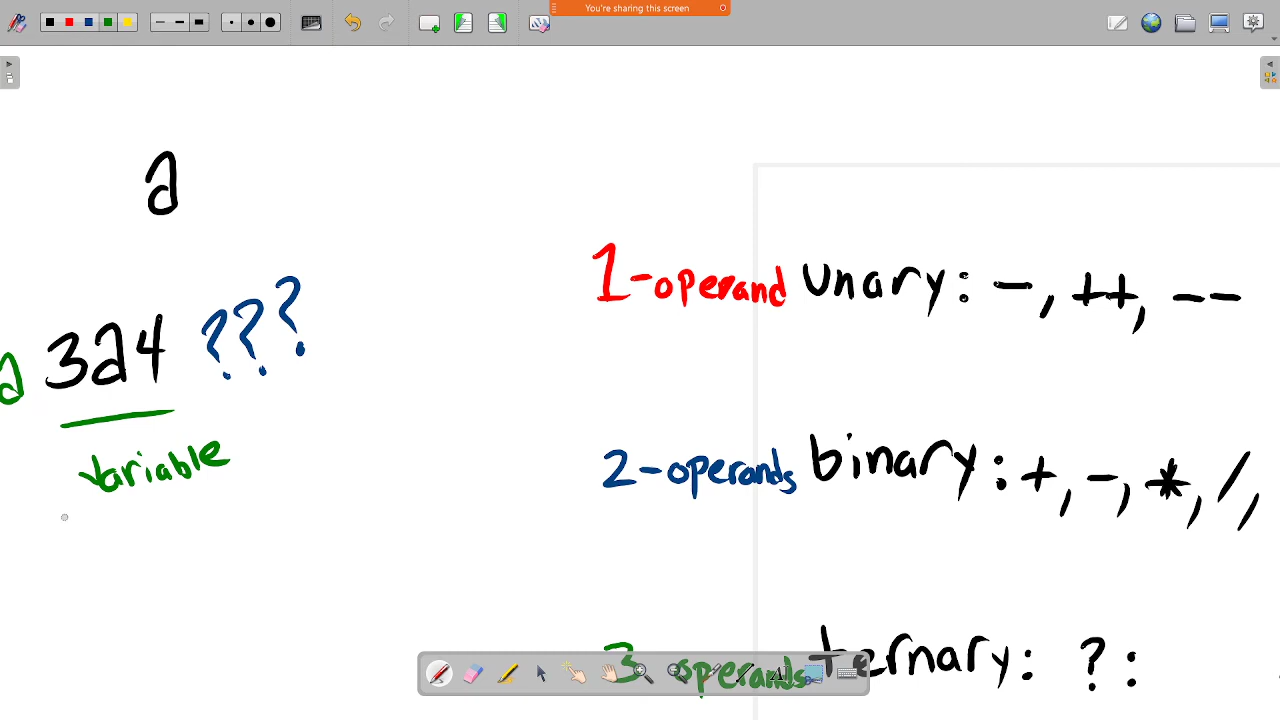 You're sharing this screen
a
1-operand unary: -, ++, --
a 3a4 ???
variable
2-operands binary: +, -, *, /,
3-operands ternary: ? :